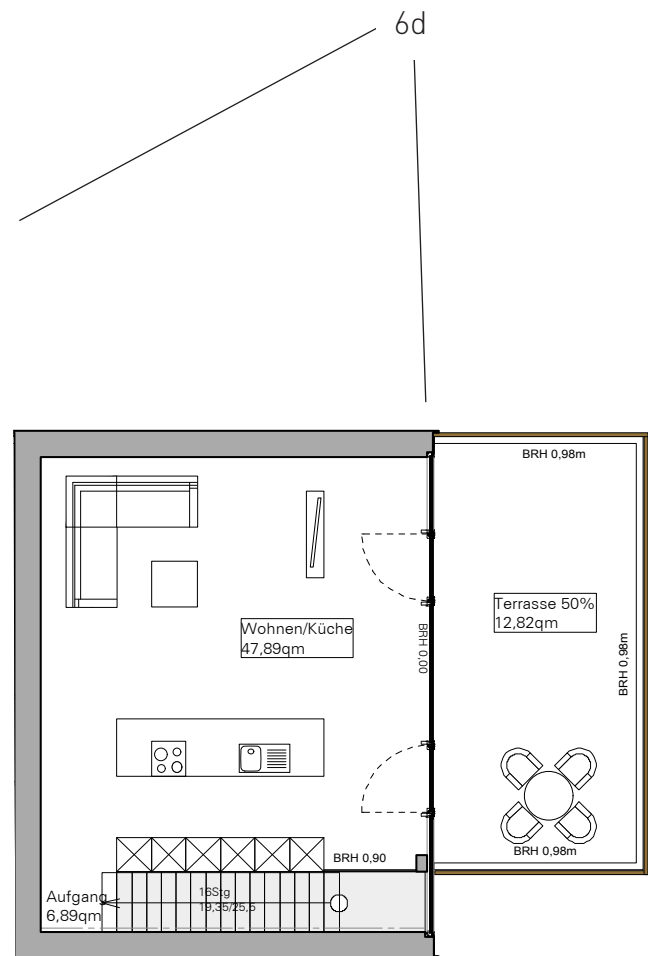 6d
BRH 0,98m
Terrasse 50%
12,82qm
Wohnen/Küche
47,89qm
BRH 0,00
BRH 0,98m
BRH 0,98m
BRH 0,90
Aufgang
6,89qm
16Stg
19,35/25,5